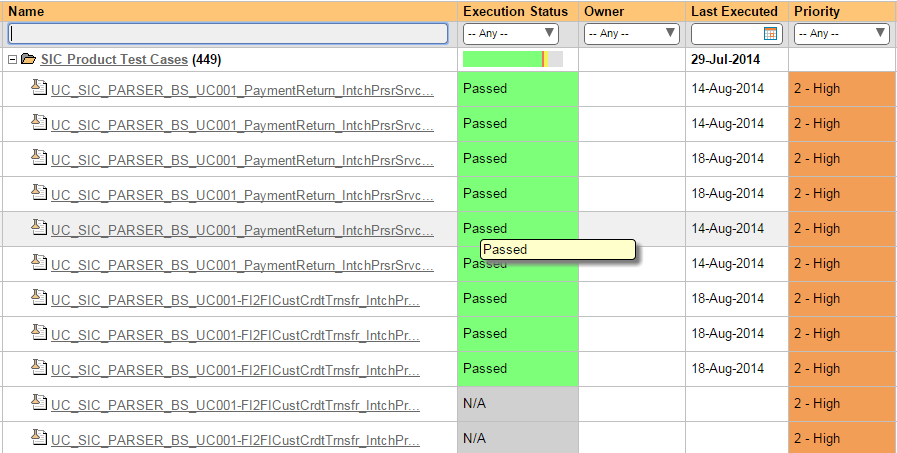 Name Execution Status Owner Last Executed Priority
-- Any -- -- Any -- -- Any --
SIC Product Test Cases (449) 29-Jul-2014
UC_SIC_PARSER_BS_UC001_PaymentReturn_IntchPrsrSrvc... Passed 14-Aug-2014 2 - High
UC_SIC_PARSER_BS_UC001_PaymentReturn_IntchPrsrSrvc... Passed 14-Aug-2014 2 - High
UC_SIC_PARSER_BS_UC001_PaymentReturn_IntchPrsrSrvc... Passed 18-Aug-2014 2 - High
UC_SIC_PARSER_BS_UC001_PaymentReturn_IntchPrsrSrvc... Passed 18-Aug-2014 2 - High
UC_SIC_PARSER_BS_UC001_PaymentReturn_IntchPrsrSrvc... Passed 14-Aug-2014 2 - High
Passed
UC_SIC_PARSER_BS_UC001_PaymentReturn_IntchPrsrSrvc... Passed 14-Aug-2014 2 - High
UC_SIC_PARSER_BS_UC001-FI2FICustCrdtTrnsfr_IntchPr... Passed 18-Aug-2014 2 - High
UC_SIC_PARSER_BS_UC001-FI2FICustCrdtTrnsfr_IntchPr... Passed 18-Aug-2014 2 - High
UC_SIC_PARSER_BS_UC001-FI2FICustCrdtTrnsfr_IntchPr... Passed 18-Aug-2014 2 - High
UC_SIC_PARSER_BS_UC001-FI2FICustCrdtTrnsfr_IntchPr... N/A 2 - High
UC_SIC_PARSER_BS_UC001-FI2FICustCrdtTrnsfr_IntchPr... N/A 2 - High